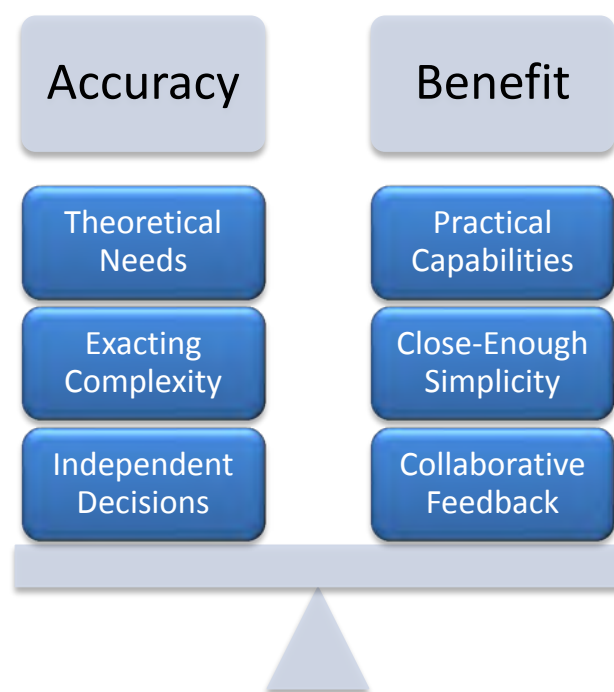 Accuracy
Benefit
Theoretical
Needs
Practical
Capabilities
Exacting
Complexity
Close-Enough
Simplicity
Independent
Decisions
Collaborative
Feedback